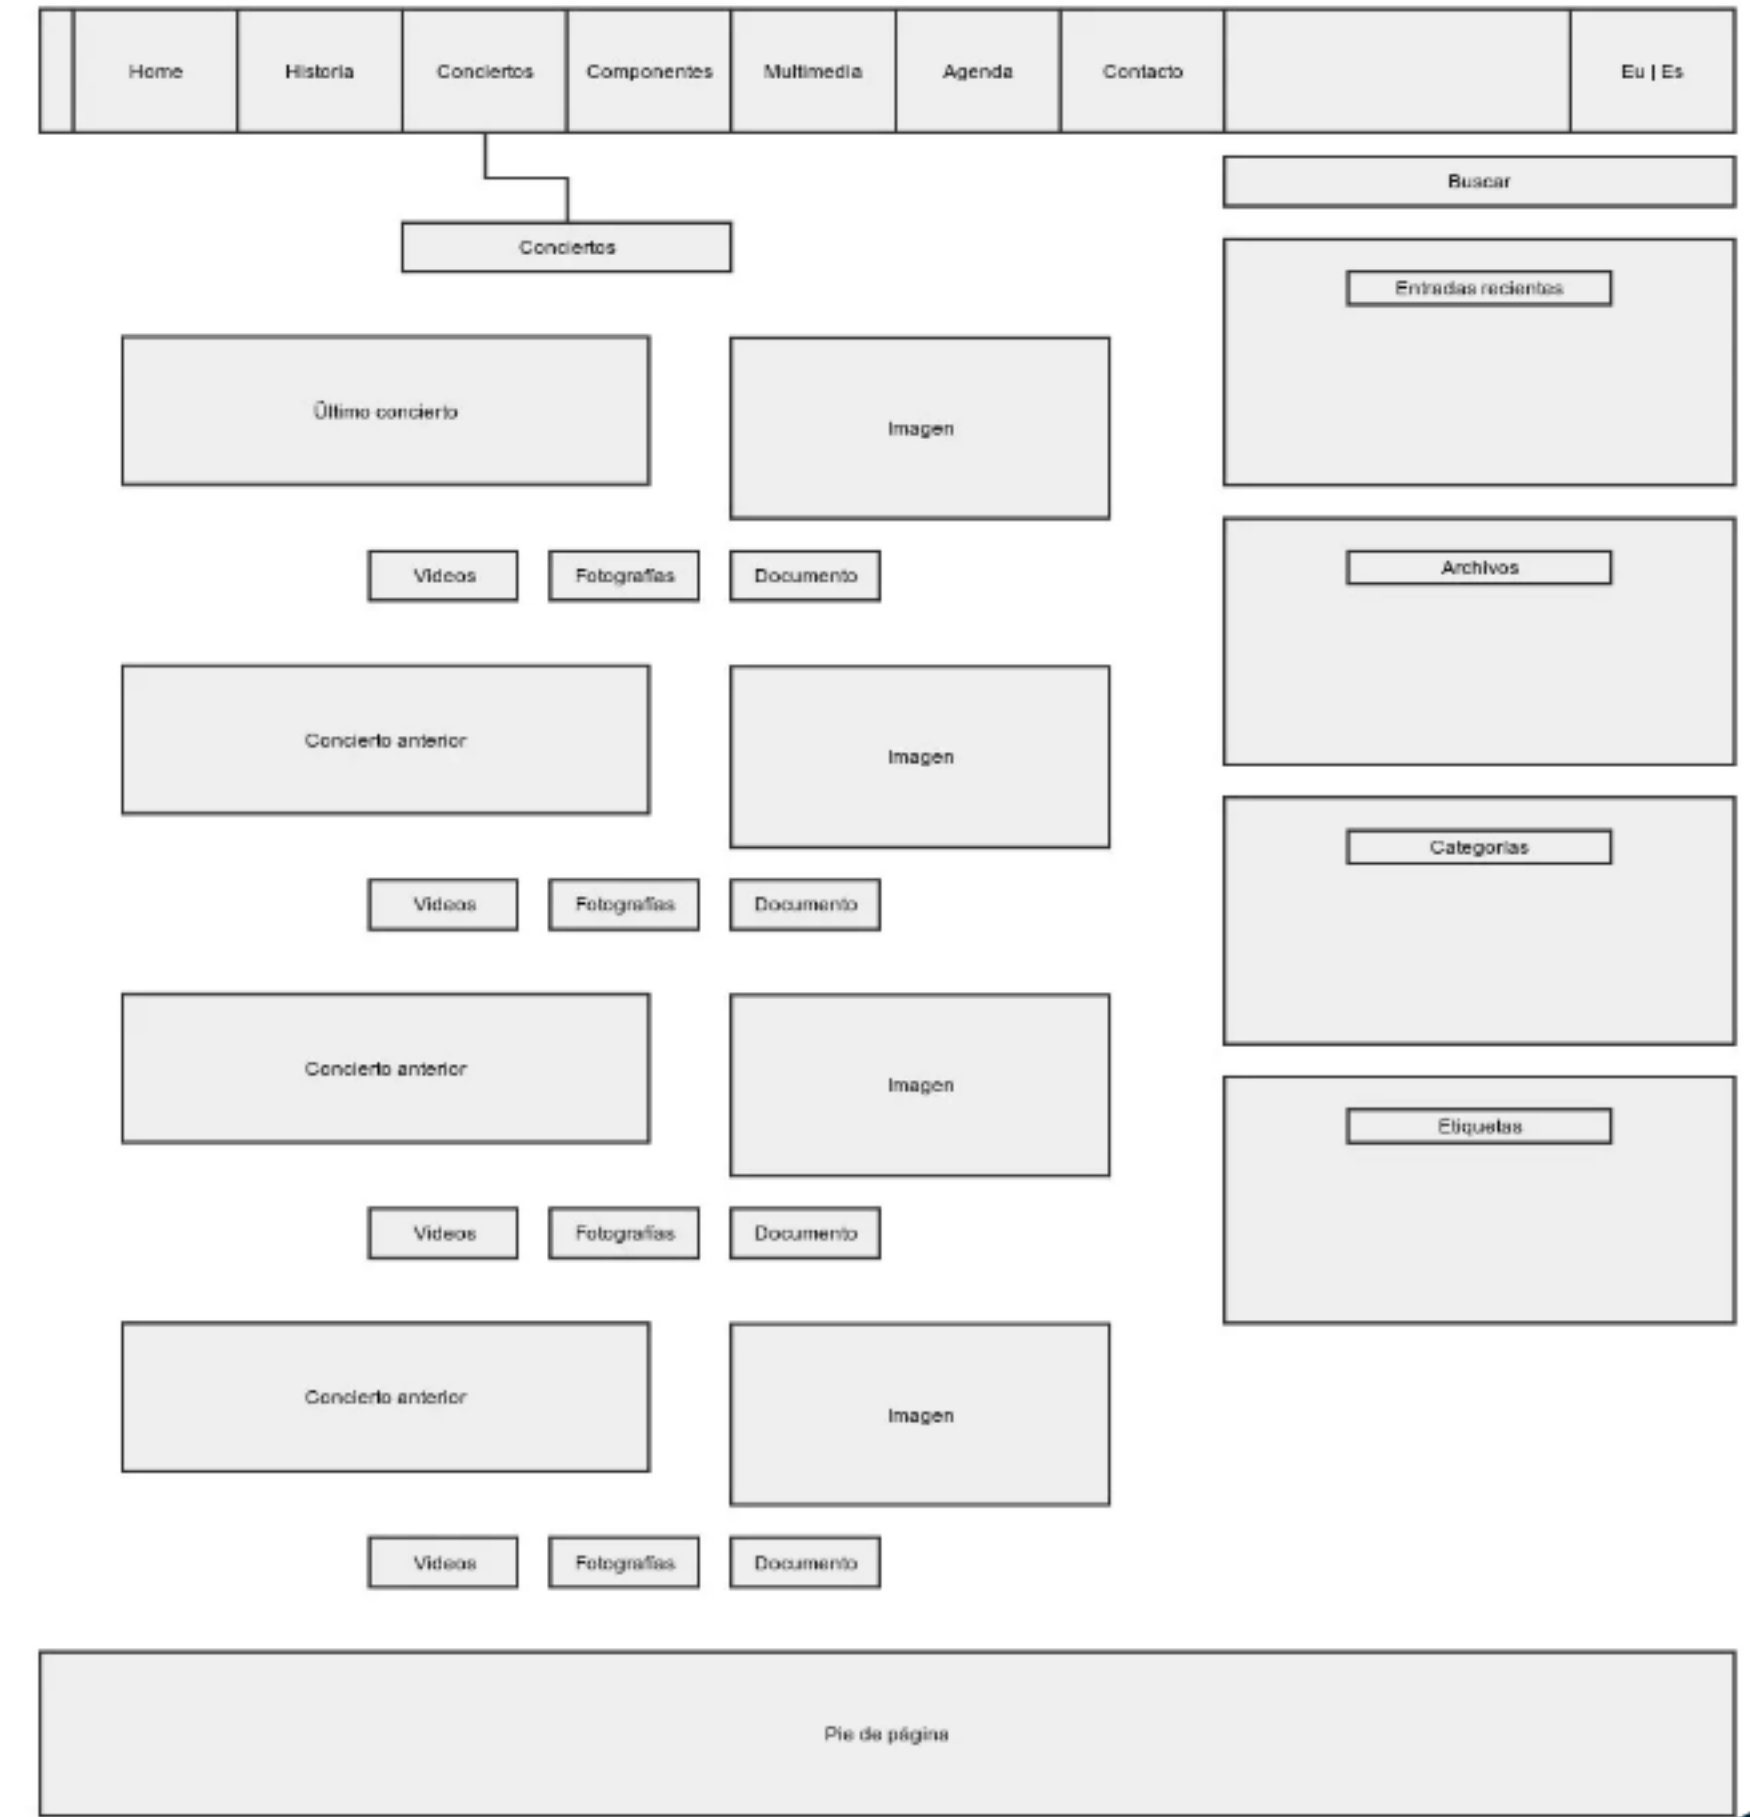 Home
Historia
Conciertos
Componentes
Multimedia
Agenda
Contacto
Eu | Es
Buscar
Conciertos
Entradas recientes
Último concierto
Imagen
Videos
Fotografías
Documento
Archivos
Concierto anterior
Imagen
Categorías
Videos
Fotografías
Documento
Concierto anterior
Imagen
Etiquetas
Videos
Fotografías
Documento
Concierto anterior
Imagen
Videos
Fotografías
Documento
Pie de página